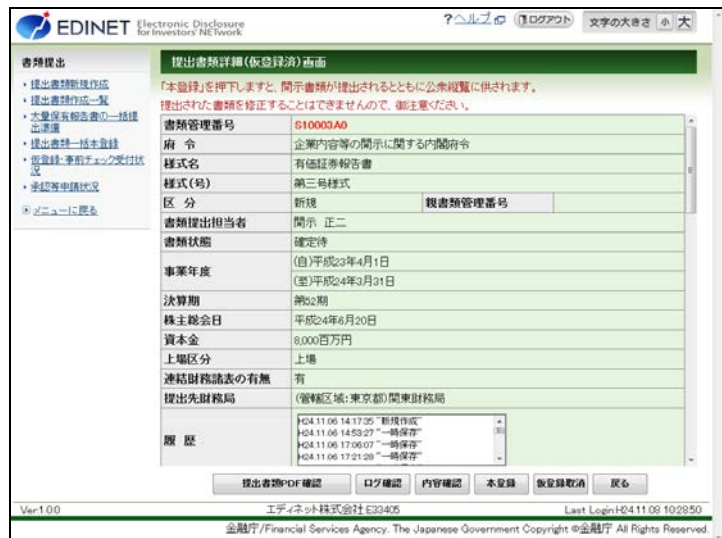 EDINET Electronic Disclosure for Investors' NETwork
?ヘルプ ログアウト 文字の大きさ 小 大
書類提出
・提出書類新規作成
・提出書類作成一覧
・大量保有報告書の一括提出準備
・提出書類一括本登録
・仮登録・事前チェック受付状況
・承認等申請状況
メニューに戻る
提出書類詳細(仮登録済)画面
「本登録」を押下しますと、開示書類が提出されるとともに公衆縦覧に供されます。
提出された書類を修正することはできませんので、御注意ください。
書類管理番号 S10003A0
府 令 企業内容等の開示に関する内閣府令
様式名 有価証券報告書
様式(号) 第三号様式
区 分 新規 親書類管理番号
書類提出担当者 開示 正二
書類状態 確定待
事業年度 (自)平成23年4月1日
(至)平成24年3月31日
決算期 第52期
株主総会日 平成24年6月20日
資本金 8,000百万円
上場区分 上場
連結財務諸表の有無 有
提出先財務局 (管轄区域:東京都)関東財務局
履 歴 H24.11.06 14:17:35 "新規作成"
H24.11.06 14:53:27 "一時保存"
H24.11.06 17:06:07 "一時保存"
H24.11.06 17:21:28 "一時保存"
提出書類PDF確認 ログ確認 内容確認 本登録 仮登録取消 戻る
Ver.1.0.0 エディネット株式会社:E33405 Last Login:H24.11.08 10:28:50
金融庁/Financial Services Agency. The Japanese Government Copyright ©金融庁 All Rights Reserved.